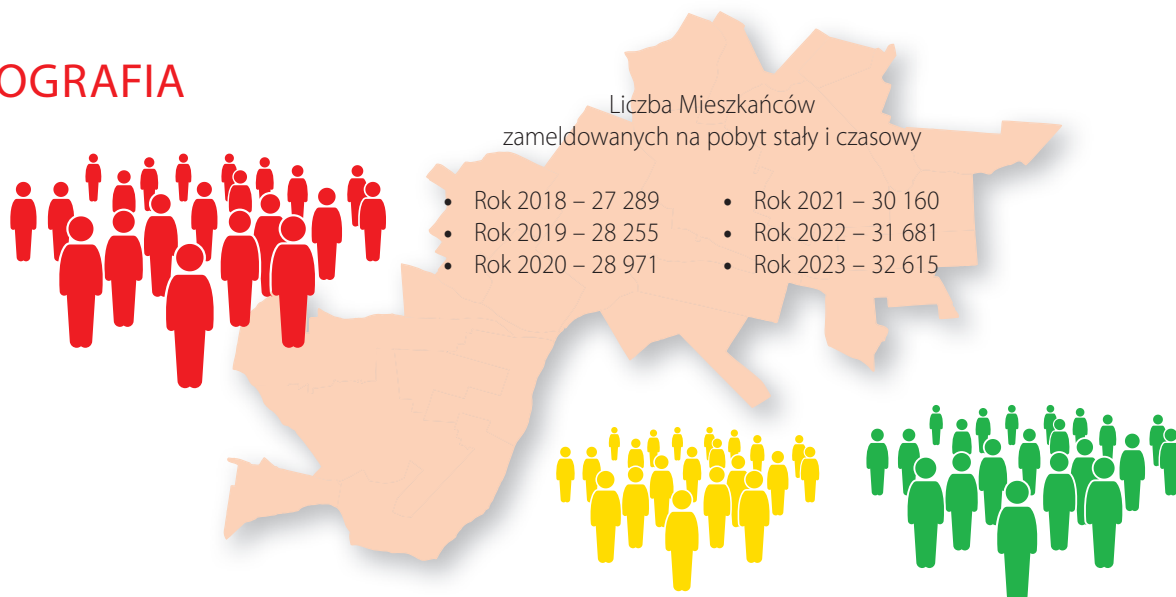 OGRAFIA
Liczba Mieszkańców
zameldowanych na pobyt stały i czasowy
• Rok 2018 – 27 289
• Rok 2019 – 28 255
• Rok 2020 – 28 971
• Rok 2021 – 30 160
• Rok 2022 – 31 681
• Rok 2023 – 32 615